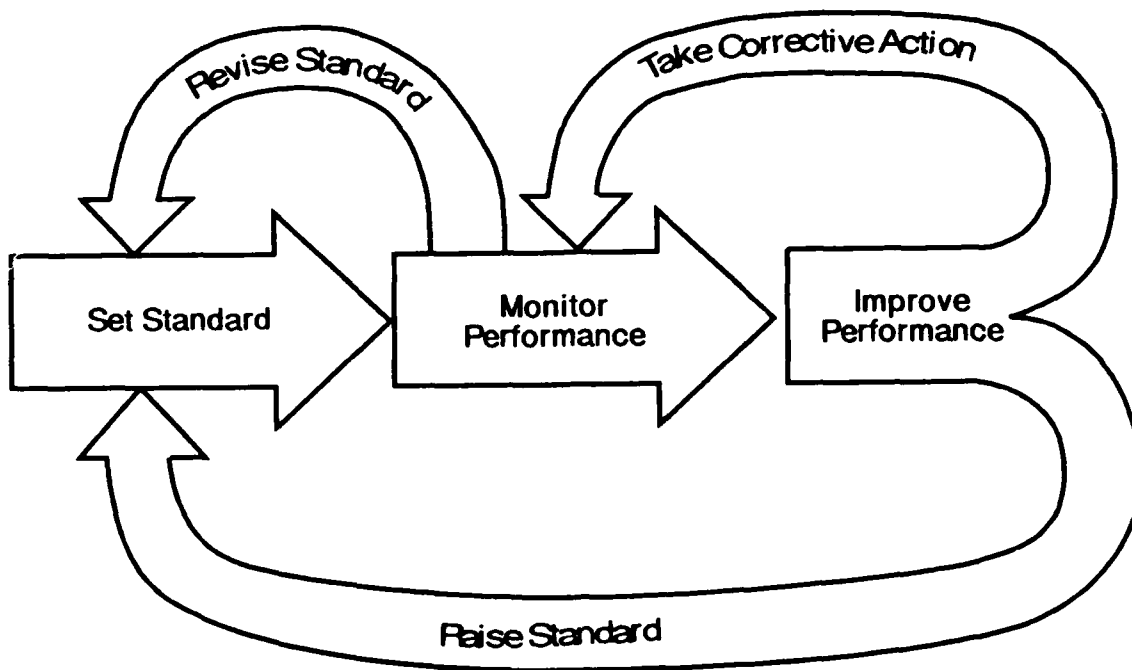 Revise Standard
Take Corrective Action
Set Standard
Monitor
Performance
Improve
Performance
Raise Standard